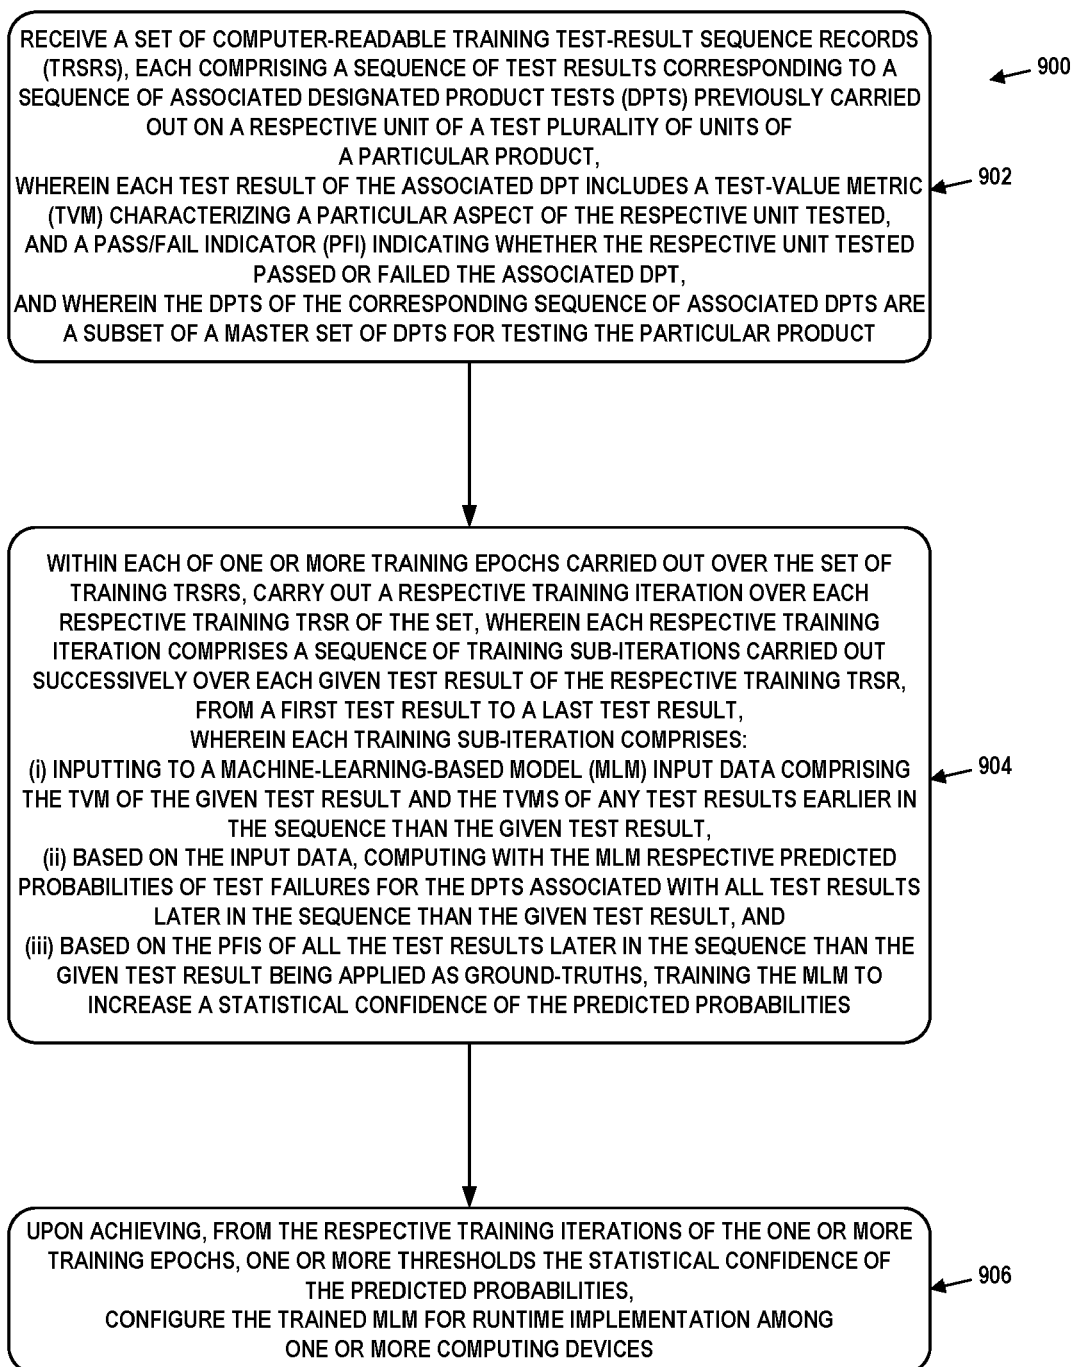 RECEIVE A SET OF COMPUTER-READABLE TRAINING TEST-RESULT SEQUENCE RECORDS
(TRSRS), EACH COMPRISING A SEQUENCE OF TEST RESULTS CORRESPONDING TO A
SEQUENCE OF ASSOCIATED DESIGNATED PRODUCT TESTS (DPTS) PREVIOUSLY CARRIED
OUT ON A RESPECTIVE UNIT OF A TEST PLURALITY OF UNITS OF
A PARTICULAR PRODUCT,
WHEREIN EACH TEST RESULT OF THE ASSOCIATED DPT INCLUDES A TEST-VALUE METRIC
(TVM) CHARACTERIZING A PARTICULAR ASPECT OF THE RESPECTIVE UNIT TESTED,
AND A PASS/FAIL INDICATOR (PFI) INDICATING WHETHER THE RESPECTIVE UNIT TESTED
PASSED OR FAILED THE ASSOCIATED DPT,
AND WHEREIN THE DPTS OF THE CORRESPONDING SEQUENCE OF ASSOCIATED DPTS ARE
A SUBSET OF A MASTER SET OF DPTS FOR TESTING THE PARTICULAR PRODUCT
900
902
WITHIN EACH OF ONE OR MORE TRAINING EPOCHS CARRIED OUT OVER THE SET OF
TRAINING TRSRS, CARRY OUT A RESPECTIVE TRAINING ITERATION OVER EACH
RESPECTIVE TRAINING TRSR OF THE SET, WHEREIN EACH RESPECTIVE TRAINING
ITERATION COMPRISES A SEQUENCE OF TRAINING SUB-ITERATIONS CARRIED OUT
SUCCESSIVELY OVER EACH GIVEN TEST RESULT OF THE RESPECTIVE TRAINING TRSR,
FROM A FIRST TEST RESULT TO A LAST TEST RESULT,
WHEREIN EACH TRAINING SUB-ITERATION COMPRISES:
(i) INPUTTING TO A MACHINE-LEARNING-BASED MODEL (MLM) INPUT DATA COMPRISING
THE TVM OF THE GIVEN TEST RESULT AND THE TVMS OF ANY TEST RESULTS EARLIER IN
THE SEQUENCE THAN THE GIVEN TEST RESULT,
(ii) BASED ON THE INPUT DATA, COMPUTING WITH THE MLM RESPECTIVE PREDICTED
PROBABILITIES OF TEST FAILURES FOR THE DPTS ASSOCIATED WITH ALL TEST RESULTS
LATER IN THE SEQUENCE THAN THE GIVEN TEST RESULT, AND
(iii) BASED ON THE PFIS OF ALL THE TEST RESULTS LATER IN THE SEQUENCE THAN THE
GIVEN TEST RESULT BEING APPLIED AS GROUND-TRUTHS, TRAINING THE MLM TO
INCREASE A STATISTICAL CONFIDENCE OF THE PREDICTED PROBABILITIES
904
UPON ACHIEVING, FROM THE RESPECTIVE TRAINING ITERATIONS OF THE ONE OR MORE
TRAINING EPOCHS, ONE OR MORE THRESHOLDS THE STATISTICAL CONFIDENCE OF
THE PREDICTED PROBABILITIES,
CONFIGURE THE TRAINED MLM FOR RUNTIME IMPLEMENTATION AMONG
ONE OR MORE COMPUTING DEVICES
906